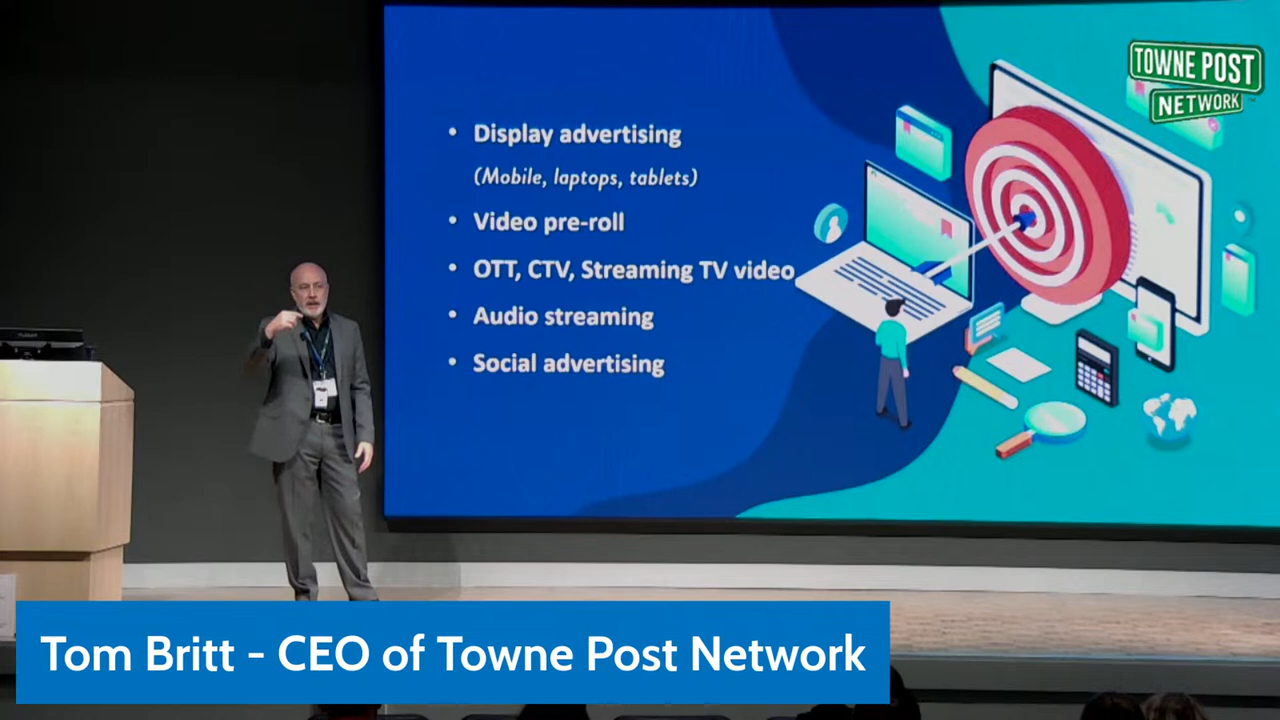 TOWNE POST
NETWORK
• Display advertising
(Mobile, laptops, tablets)
• Video pre-roll
• OTT, CTV, Streaming TV video
• Audio streaming
• Social advertising
Tom Britt - CEO of Towne Post Network